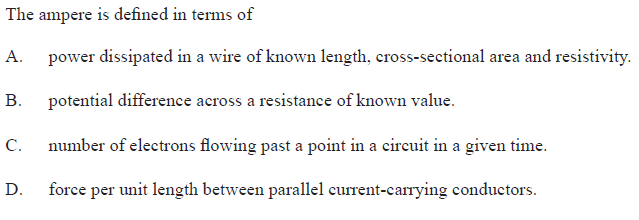 The ampere is defined in terms of
A. power dissipated in a wire of known length, cross-sectional area and resistivity.
B. potential difference across a resistance of known value.
C. number of electrons flowing past a point in a circuit in a given time.
D. force per unit length between parallel current-carrying conductors.